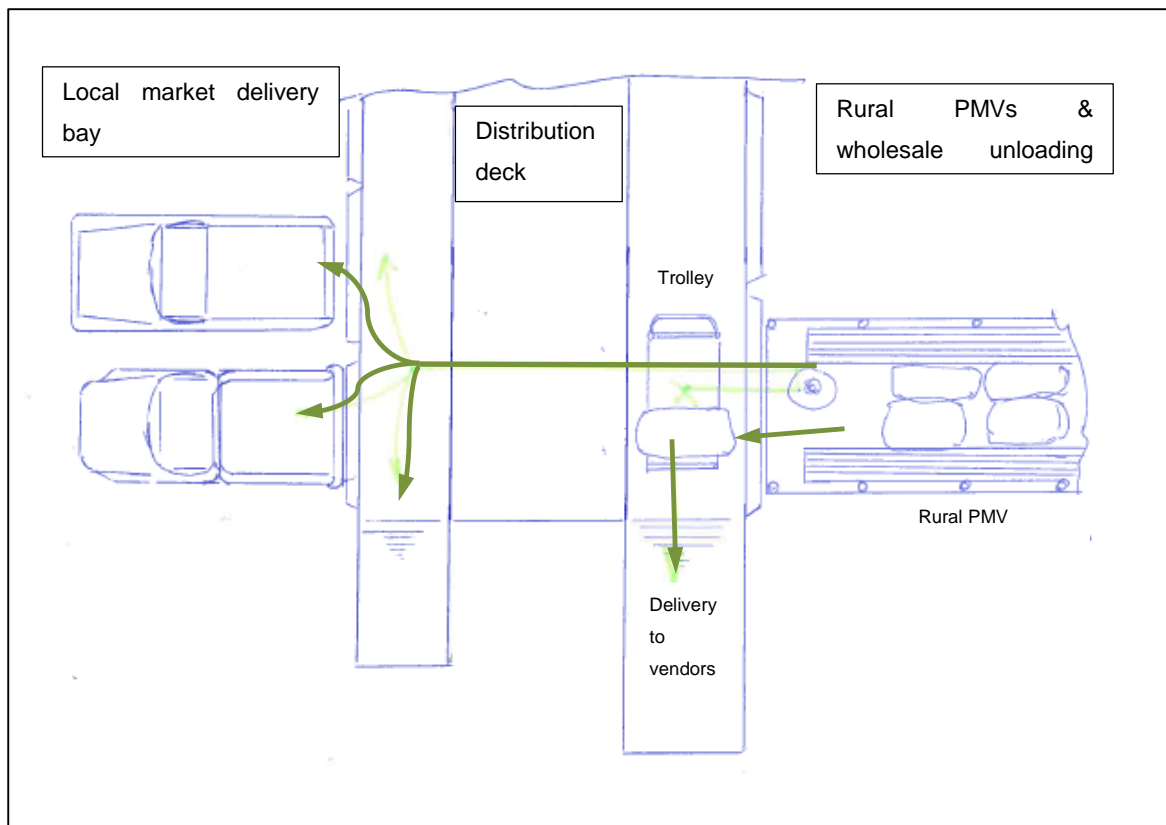 Local market delivery
bay
Distribution
deck
Rural PMVs &
wholesale unloading
Trolley
Rural PMV
Delivery
to
vendors